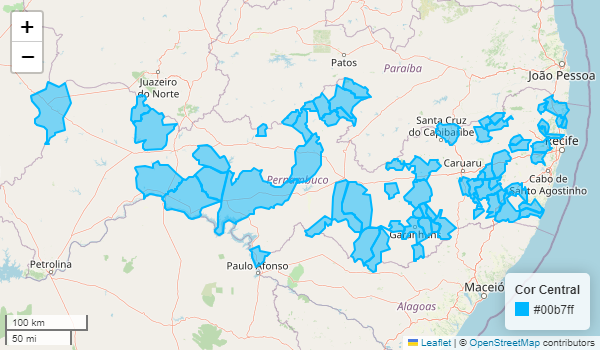 +
−
Patos
João Pessoa
Paraíba
Juazeiro
do Norte
Santa Cruz
do Capibaribe
Recife
Caruaru
Cabo de
Santo Agostinho
Pernambuco
Garanhuns
Petrolina
Paulo Afonso
Maceió
Alagoas
Cor Central
#00b7ff
100 km
50 mi
Leaflet | © OpenStreetMap contributors